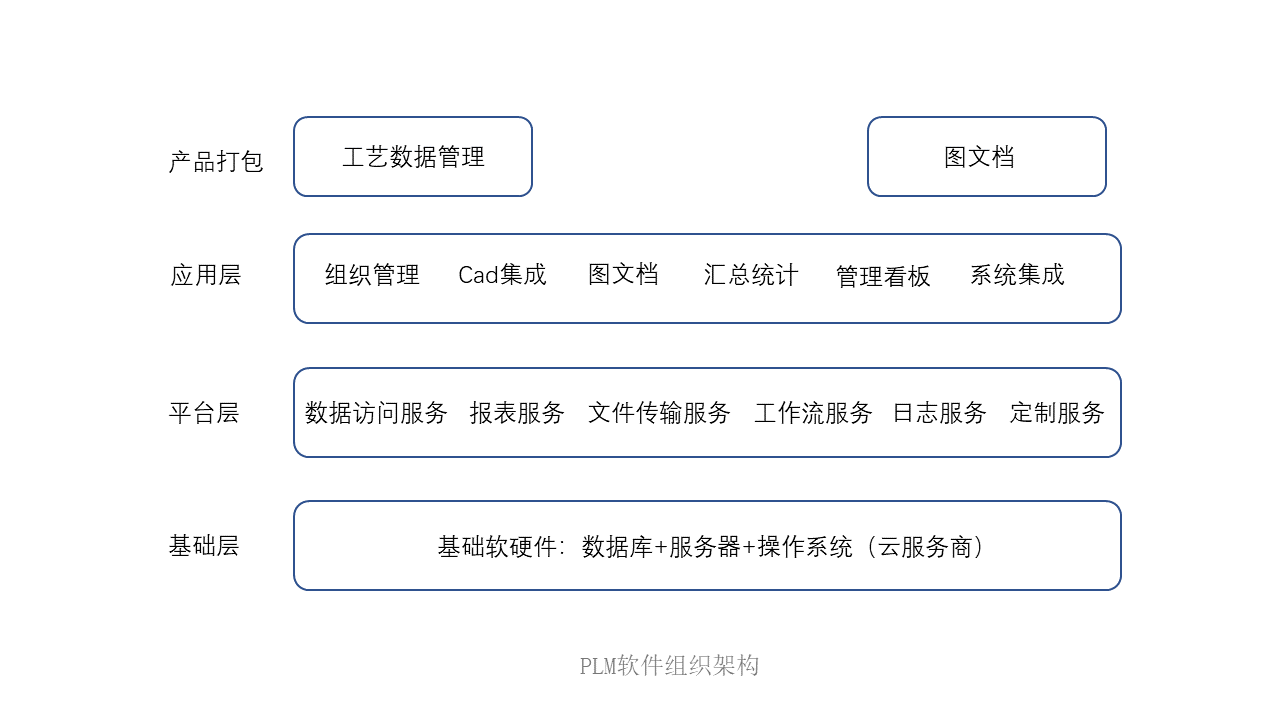 产品打包 工艺数据管理 图文档
应用层 组织管理 Cad集成 图文档 汇总统计 管理看板 系统集成
平台层 数据访问服务 报表服务 文件传输服务 工作流服务 日志服务 定制服务
基础层 基础软硬件：数据库+服务器+操作系统（云服务商）
PLM软件组织架构